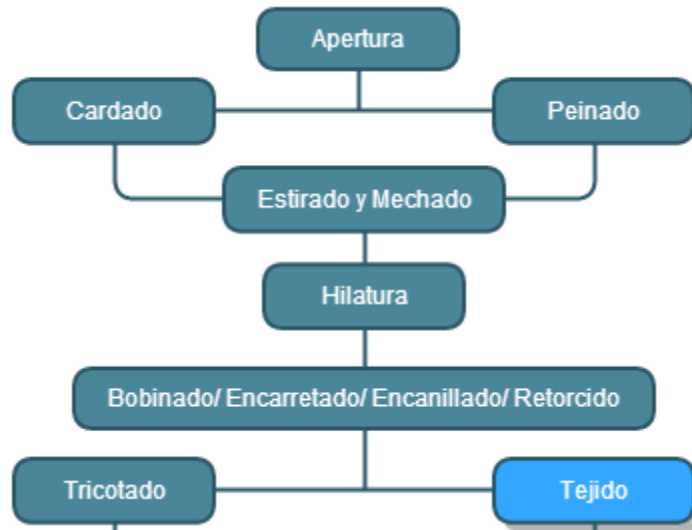 Apertura
Cardado
Peinado
Estirado y Mechado
Hilatura
Bobinado/ Encarretado/ Encanillado/ Retorcido
Tricotado
Tejido